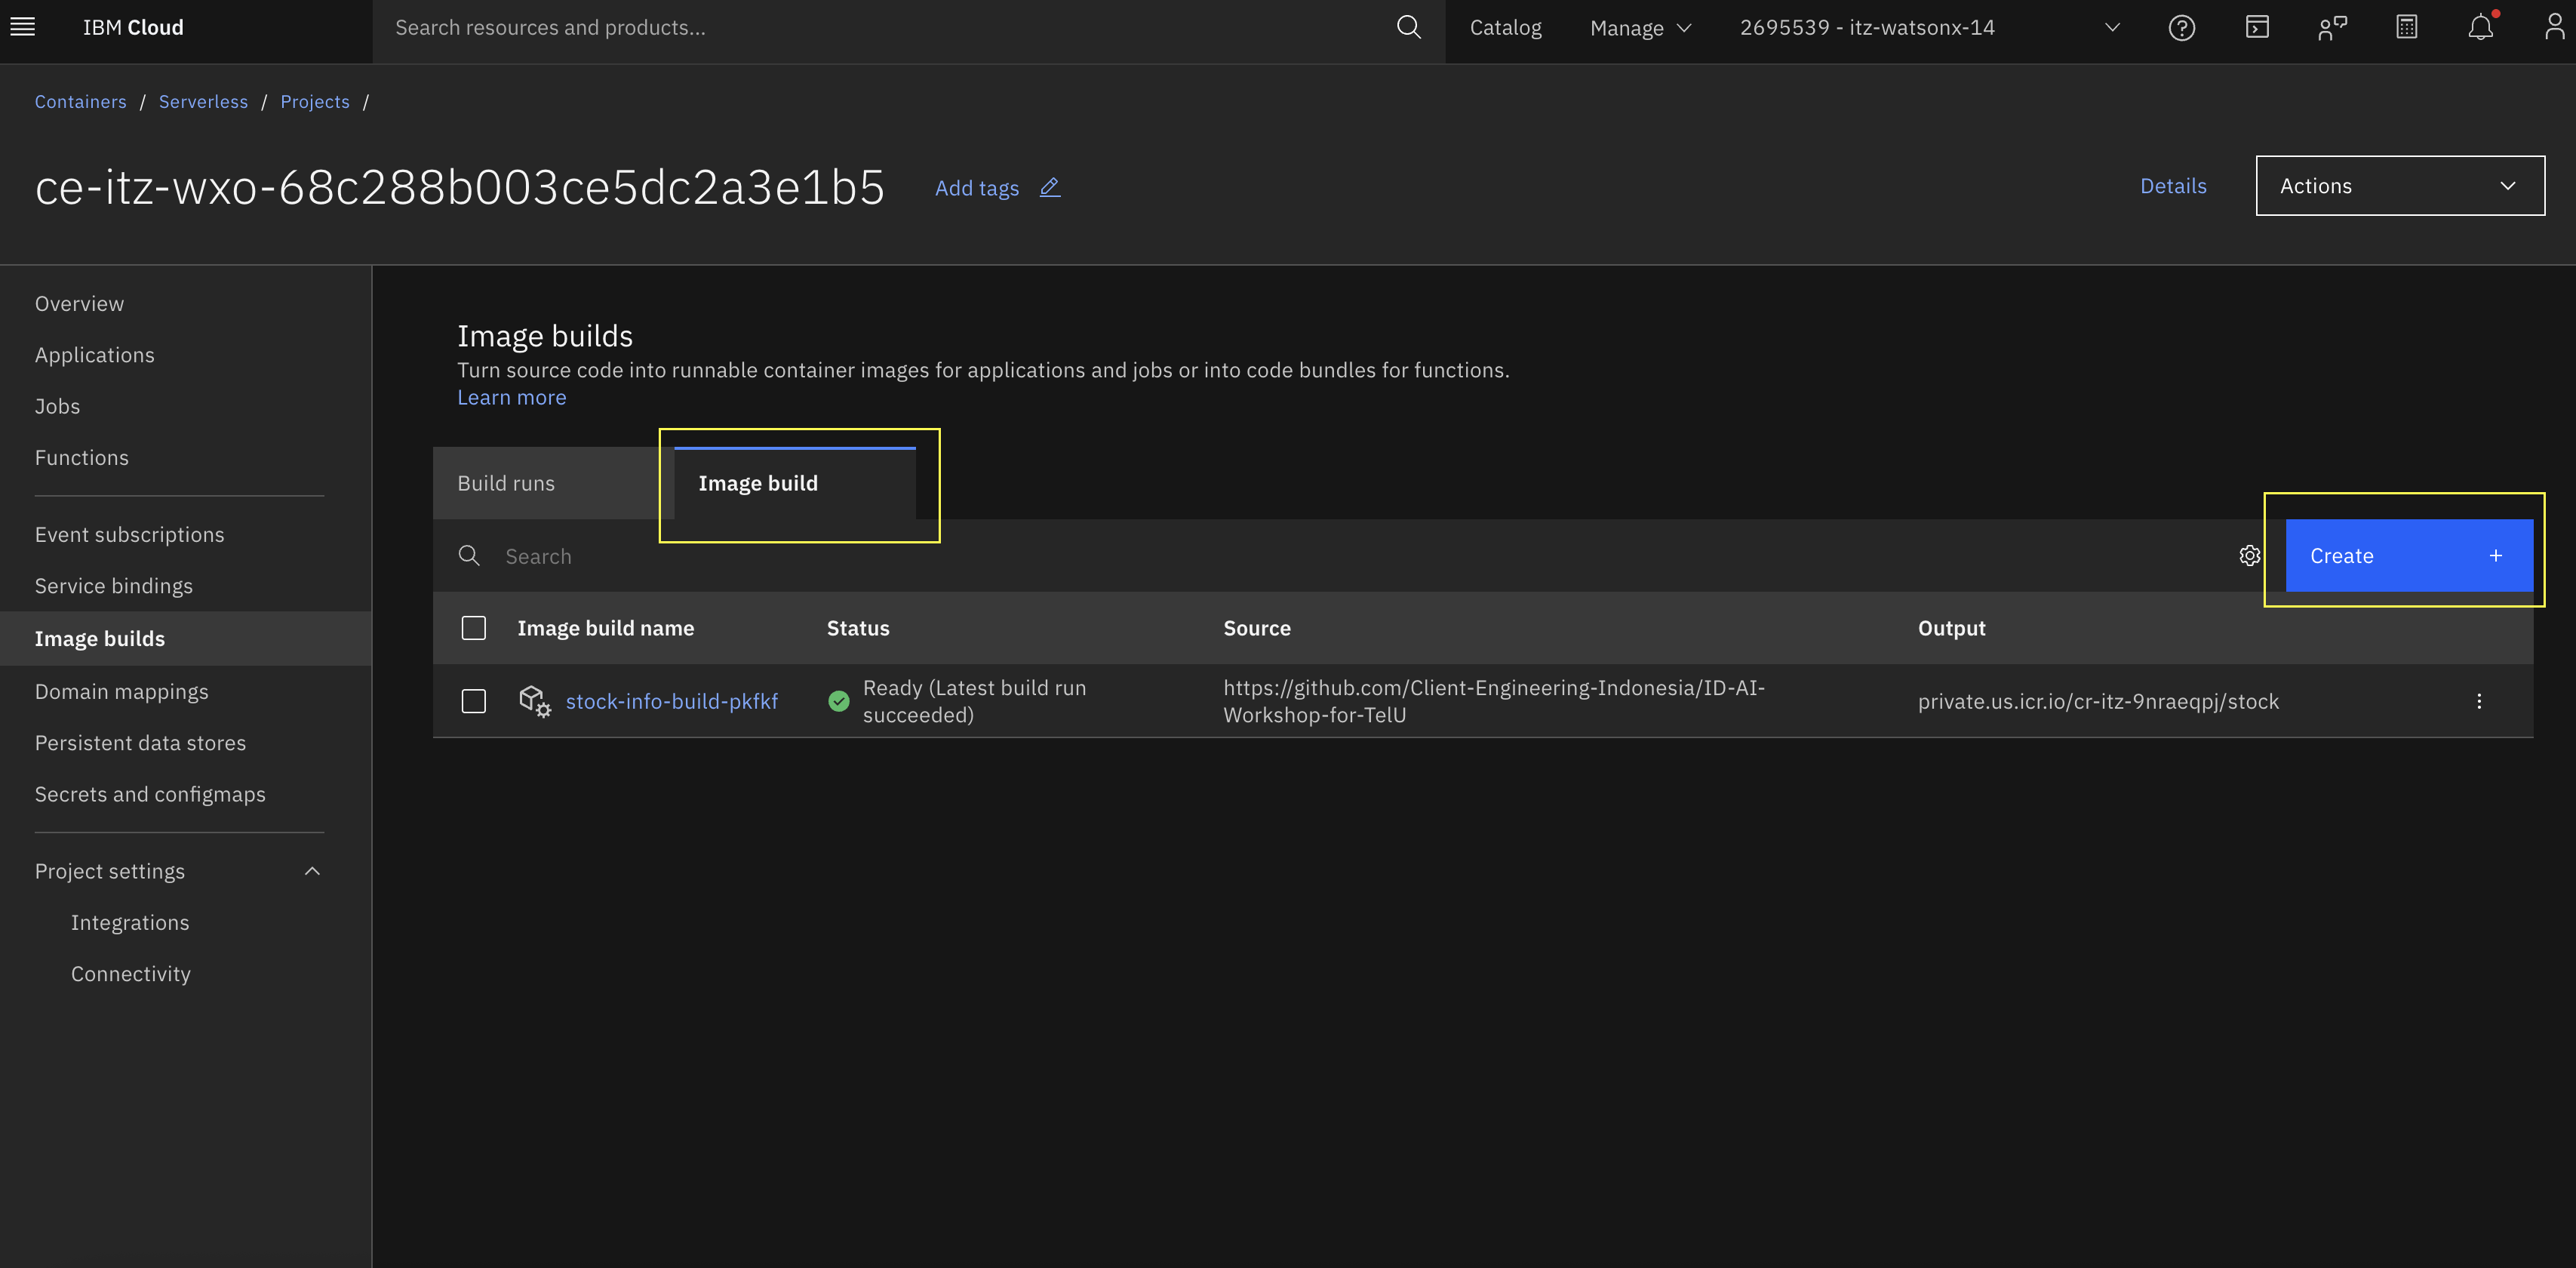 IBM Cloud
Search resources and products...
Catalog
Manage
2695539 - itz-watsonx-14
Containers / Serverless / Projects /
ce-itz-wxo-68c288b003ce5dc2a3e1b5
Add tags
Details
Actions
Overview
Applications
Jobs
Functions
Event subscriptions
Service bindings
Image builds
Domain mappings
Persistent data stores
Secrets and configmaps
Project settings
Integrations
Connectivity
Image builds
Turn source code into runnable container images for applications and jobs or into code bundles for functions.
Learn more
Build runs
Image build
Search
Create +
Image build name
Status
Source
Output
stock-info-build-pkfkf
Ready (Latest build run
succeeded)
https://github.com/Client-Engineering-Indonesia/ID-AI-
Workshop-for-TelU
private.us.icr.io/cr-itz-9nraeqpj/stock